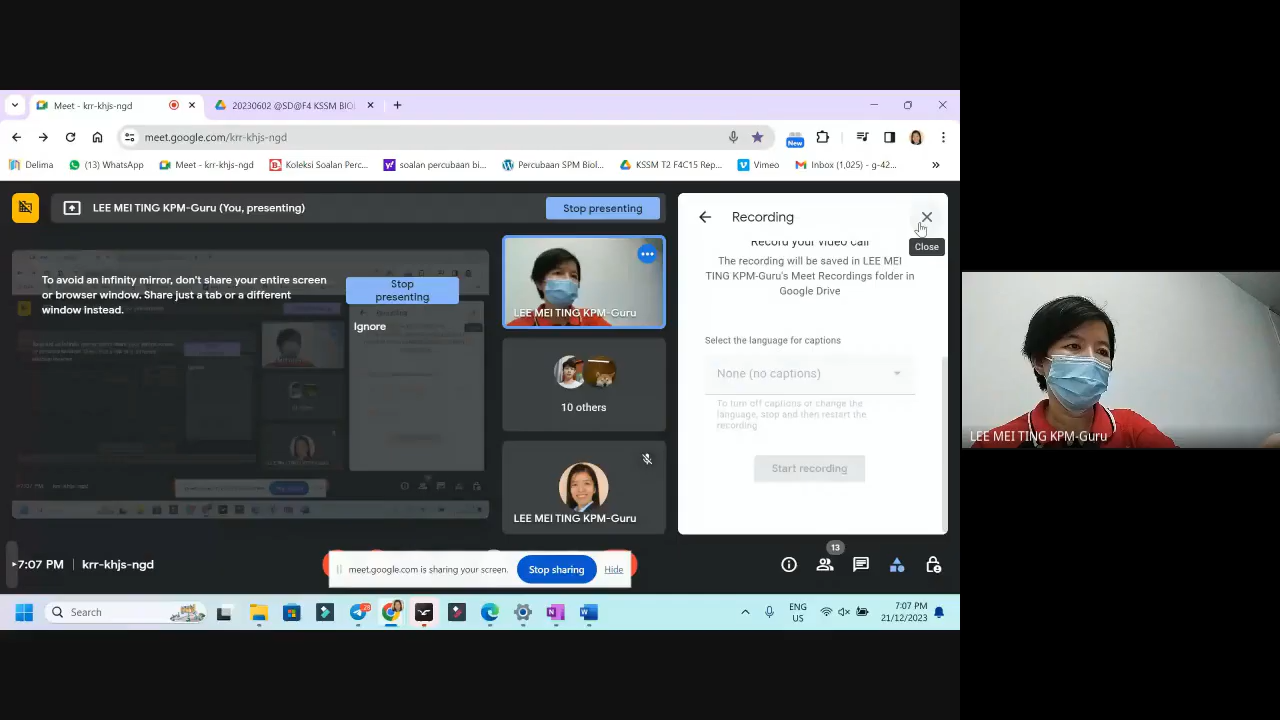 Meet - krr-khjs-ngd
20230602 @SD@F4 KSSM BIO
meet.google.com/krr-khjs-ngd
New
Delima
(13) WhatsApp
Meet - krr-khjs-ngd
Koleksi Soalan Perc...
soalan percubaan bi...
Percubaan SPM Biol...
KSSM T2 F4C15 Rep...
Vimeo
Inbox (1,025) - g-42...
LEE MEI TING KPM-Guru (You, presenting)
Stop presenting
Recording
Close
Record your video call
The recording will be saved in LEE MEI
TING KPM-Guru's Meet Recordings folder in
Google Drive
Select the language for captions
None (no captions)
To turn off captions or change the
language, stop and then restart the
recording
Start recording
To avoid an infinity mirror, don't share your entire screen
or browser window. Share just a tab or a different
window instead.
Stop
presenting
Ignore
LEE MEI TING KPM-Guru
10 others
LEE MEI TING KPM-Guru
LEE MEI TING KPM-Guru
7:07 PM
krr-khjs-ngd
meet.google.com is sharing your screen.
Stop sharing
Hide
13
Search
ENG
US
7:07 PM
21/12/2023